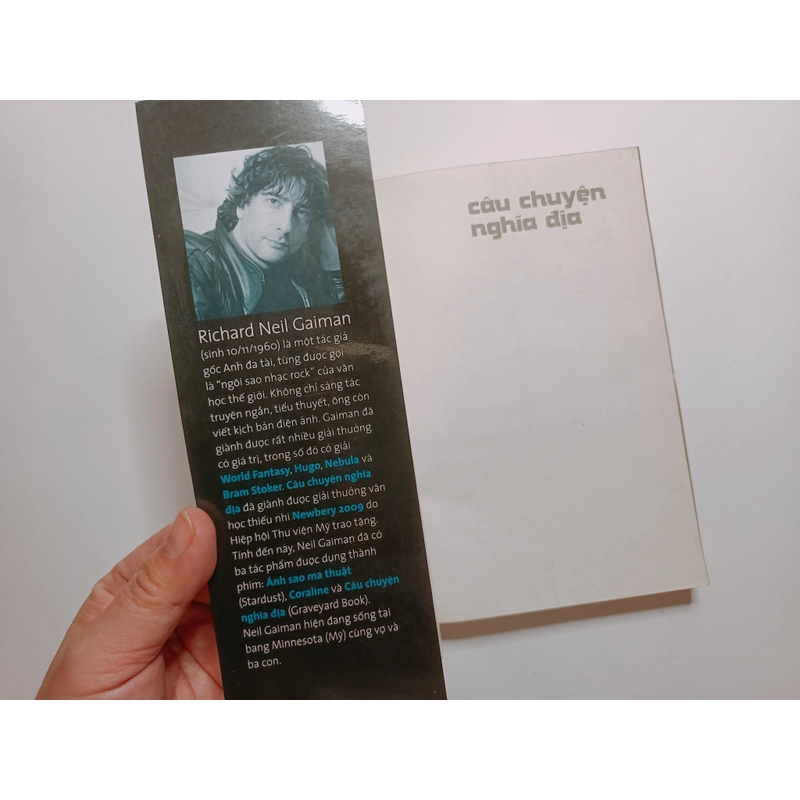 Richard Neil Gaiman
(sinh 10/11/1960) là một tác giả
gốc Anh đa tài, từng được gọi
là "ngôi sao nhạc rock" của văn
học thế giới. Không chỉ sáng tác
truyện ngắn, tiểu thuyết, ông còn
viết kịch bản điện ảnh. Gaiman đã
giành được rất nhiều giải thưởng
có giá trị, trong số đó có giải
World Fantasy, Hugo, Nebula và
Bram Stoker. Câu chuyện nghĩa
địa đã giành được giải thưởng văn
học thiếu nhi Newbery 2009 do
Hiệp hội Thư viện Mỹ trao tặng.
Tính đến nay, Neil Gaiman đã có
ba tác phẩm được dựng thành
phim: Ánh sao ma thuật
(Stardust), Coraline và Câu chuyện
nghĩa địa (Graveyard Book).
Neil Gaiman hiện đang sống tại
bang Minnesota (Mỹ) cùng vợ và
ba con.
câu chuyện
nghĩa địa